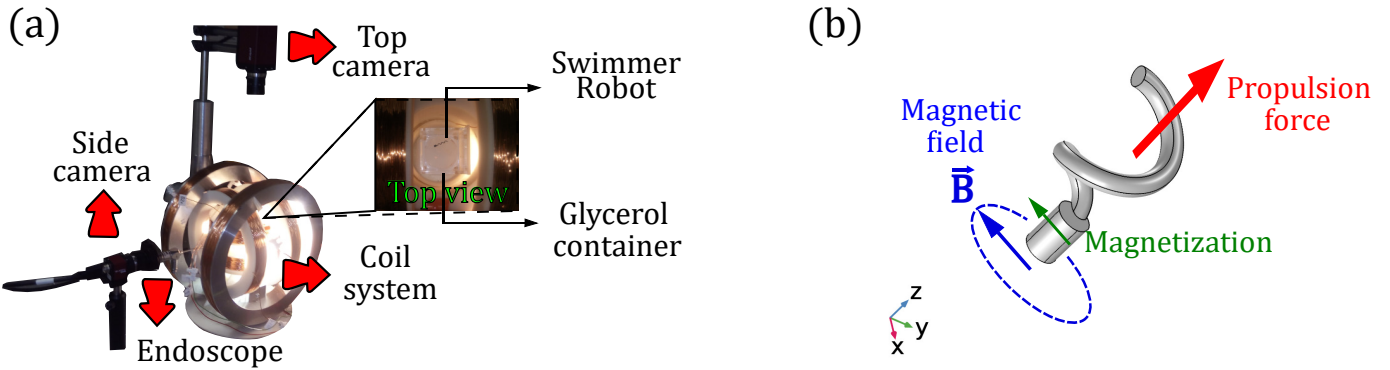 (a)
Top
camera
Swimmer
Robot
Side
camera
Top view
Glycerol
container
Coil
system
Endoscope
(b)
Propulsion
force
Magnetic
field
B
Magnetization
z
y
x